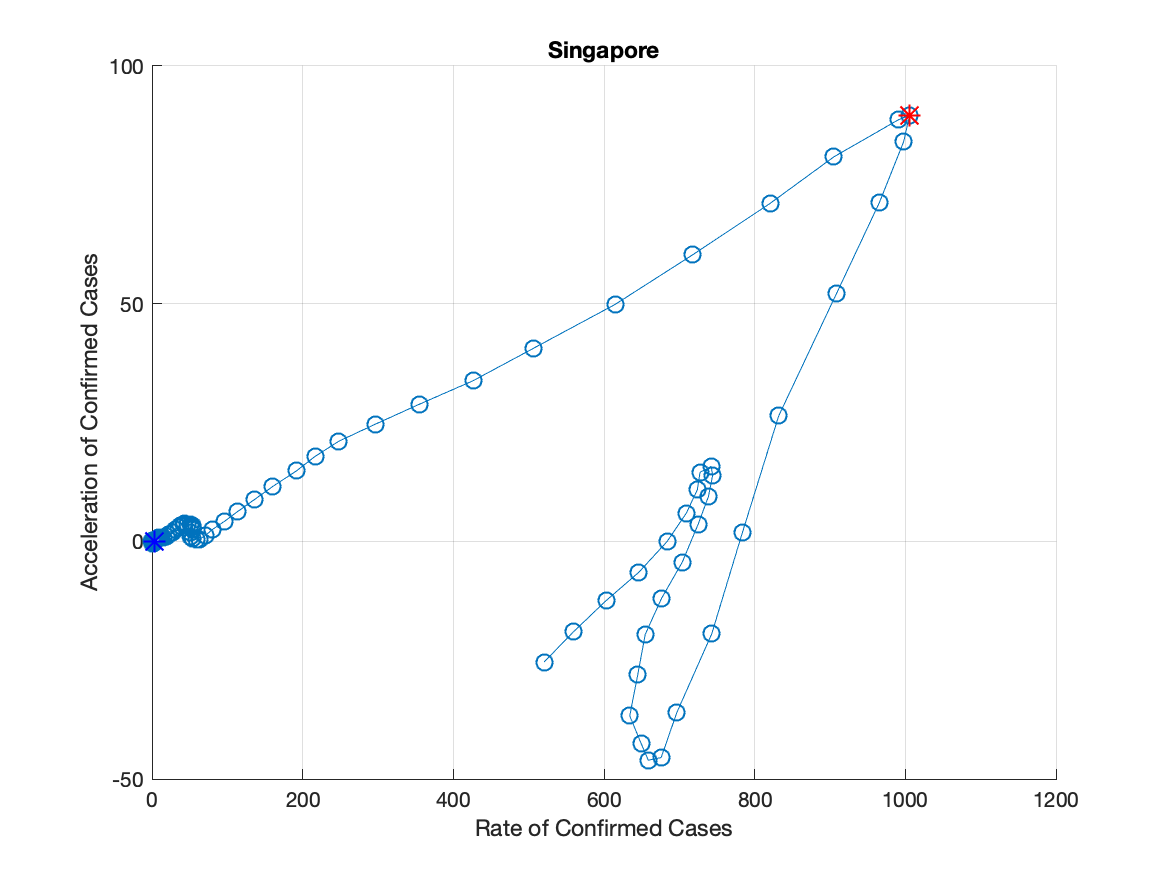 Singapore
100
50
0
-50
0 200 400 600 800 1000 1200
Rate of Confirmed Cases
Acceleration of Confirmed Cases